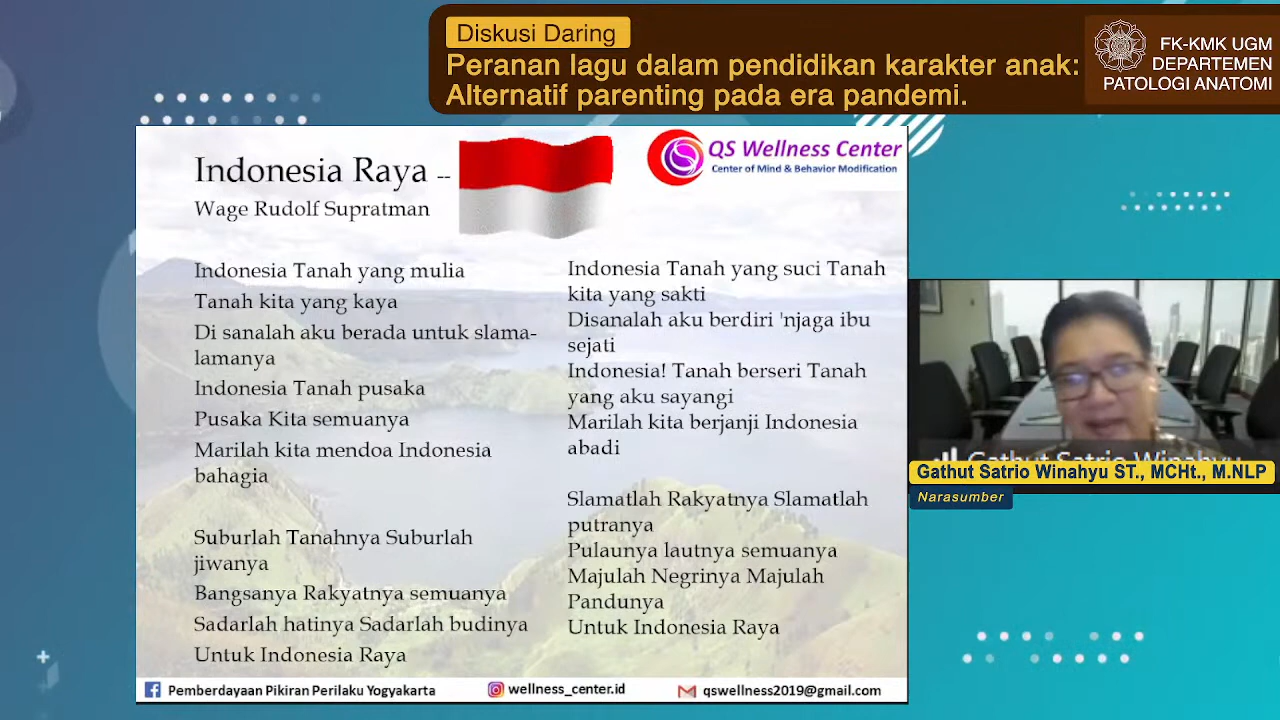 Diskusi Daring
Peranan lagu dalam pendidikan karakter anak:
Alternatif parenting pada era pandemi.
FK-KMK UGM
DEPARTEMEN
PATOLOGI ANATOMI
Indonesia Raya --
Wage Rudolf Supratman
QS Wellness Center
Center of Mind & Behavior Modification
Indonesia Tanah yang mulia
Tanah kita yang kaya
Di sanalah aku berada untuk slama-
lamanya
Indonesia Tanah pusaka
Pusaka Kita semuanya
Marilah kita mendoa Indonesia
bahagia
Suburlah Tanahnya Suburlah
jiwanya
Bangsanya Rakyatnya semuanya
Sadarlah hatinya Sadarlah budinya
Untuk Indonesia Raya
Indonesia Tanah yang suci Tanah
kita yang sakti
Disanalah aku berdiri 'njaga ibu
sejati
Indonesia! Tanah berseri Tanah
yang aku sayangi
Marilah kita berjanji Indonesia
abadi
Slamatlah Rakyatnya Slamatlah
putranya
Pulaunya lautnya semuanya
Majulah Negrinya Majulah
Pandunya
Untuk Indonesia Raya
Pemberdayaan Pikiran Perilaku Yogyakarta
wellness_center.id
qswellness2019@gmail.com
Gathut Satrio Winahyu
Gathut Satrio Winahyu ST., MCHt., M.NLP
Narasumber